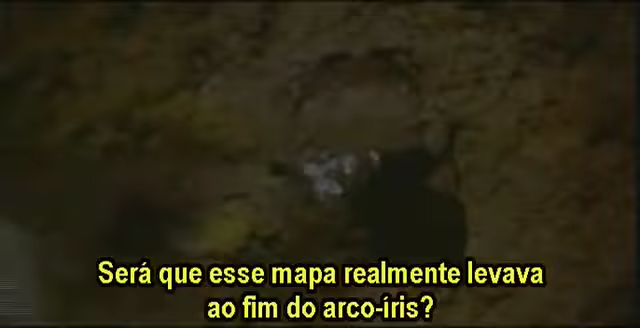 Será que esse mapa realmente levava
ao fim do arco-íris?